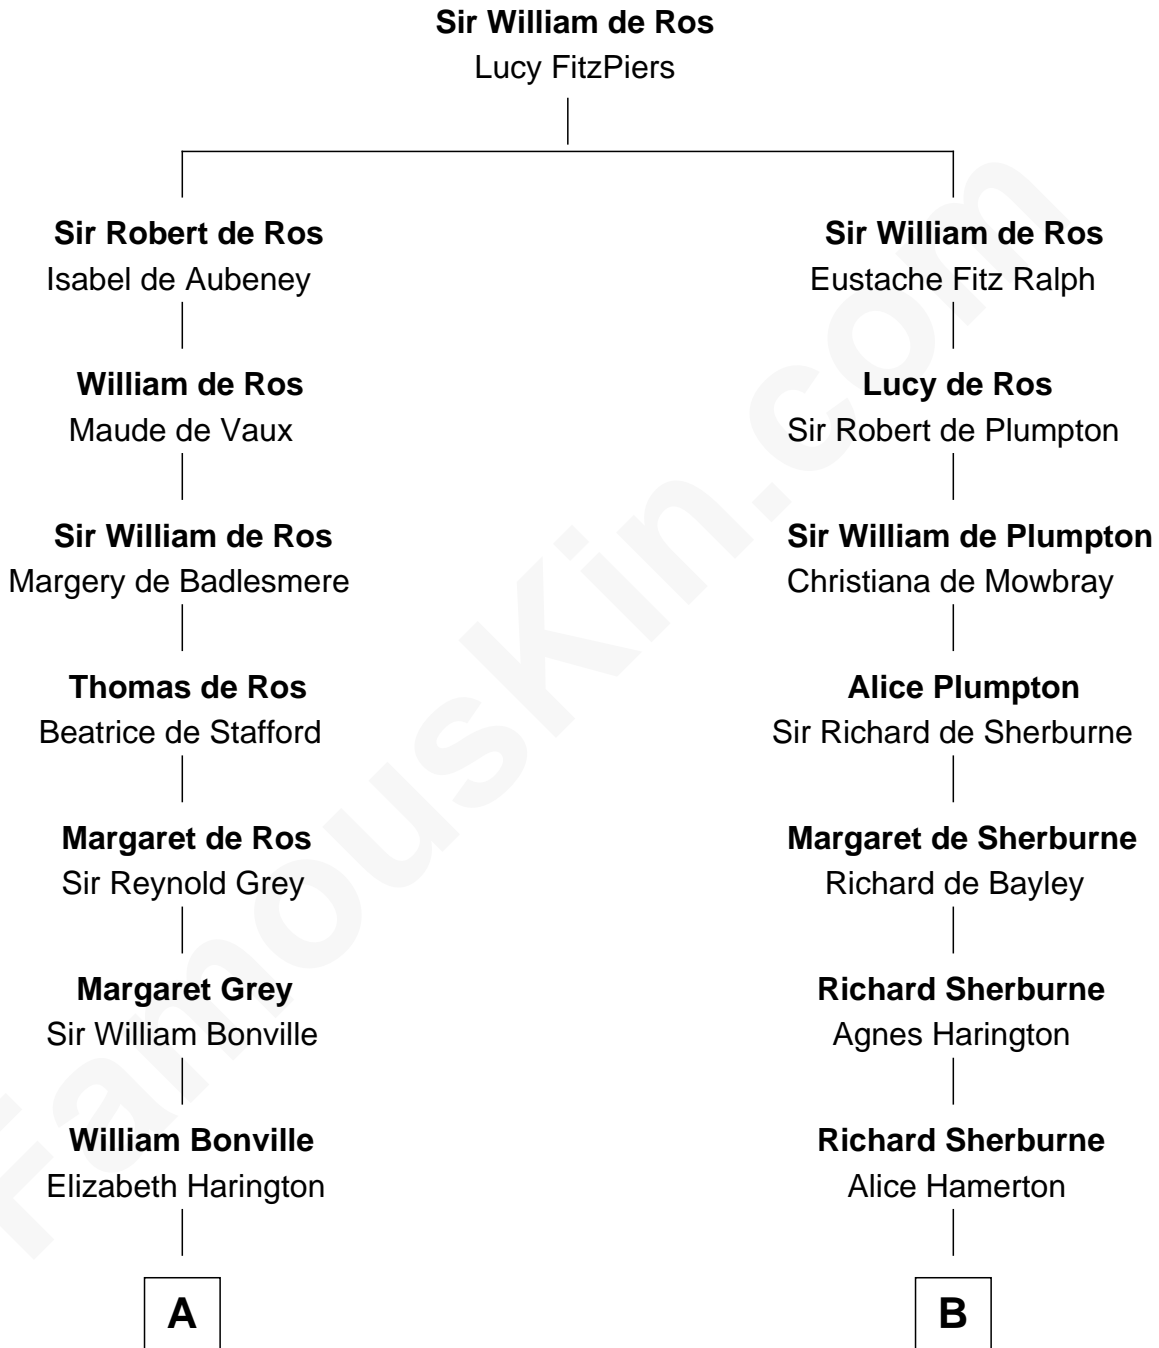 Sir William de Ros
Lucy FitzPiers
Sir Robert de Ros
Isabel de Aubeney
Sir William de Ros
Eustache Fitz Ralph
William de Ros
Maude de Vaux
Lucy de Ros
Sir Robert de Plumpton
Sir William de Ros
Margery de Badlesmere
Sir William de Plumpton
Christiana de Mowbray
Thomas de Ros
Beatrice de Stafford
Alice Plumpton
Sir Richard de Sherburne
Margaret de Ros
Sir Reynold Grey
Margaret de Sherburne
Richard de Bayley
Margaret Grey
Sir William Bonville
Richard Sherburne
Agnes Harington
William Bonville
Elizabeth Harington
Richard Sherburne
Alice Hamerton
A
B
FamousKin.com